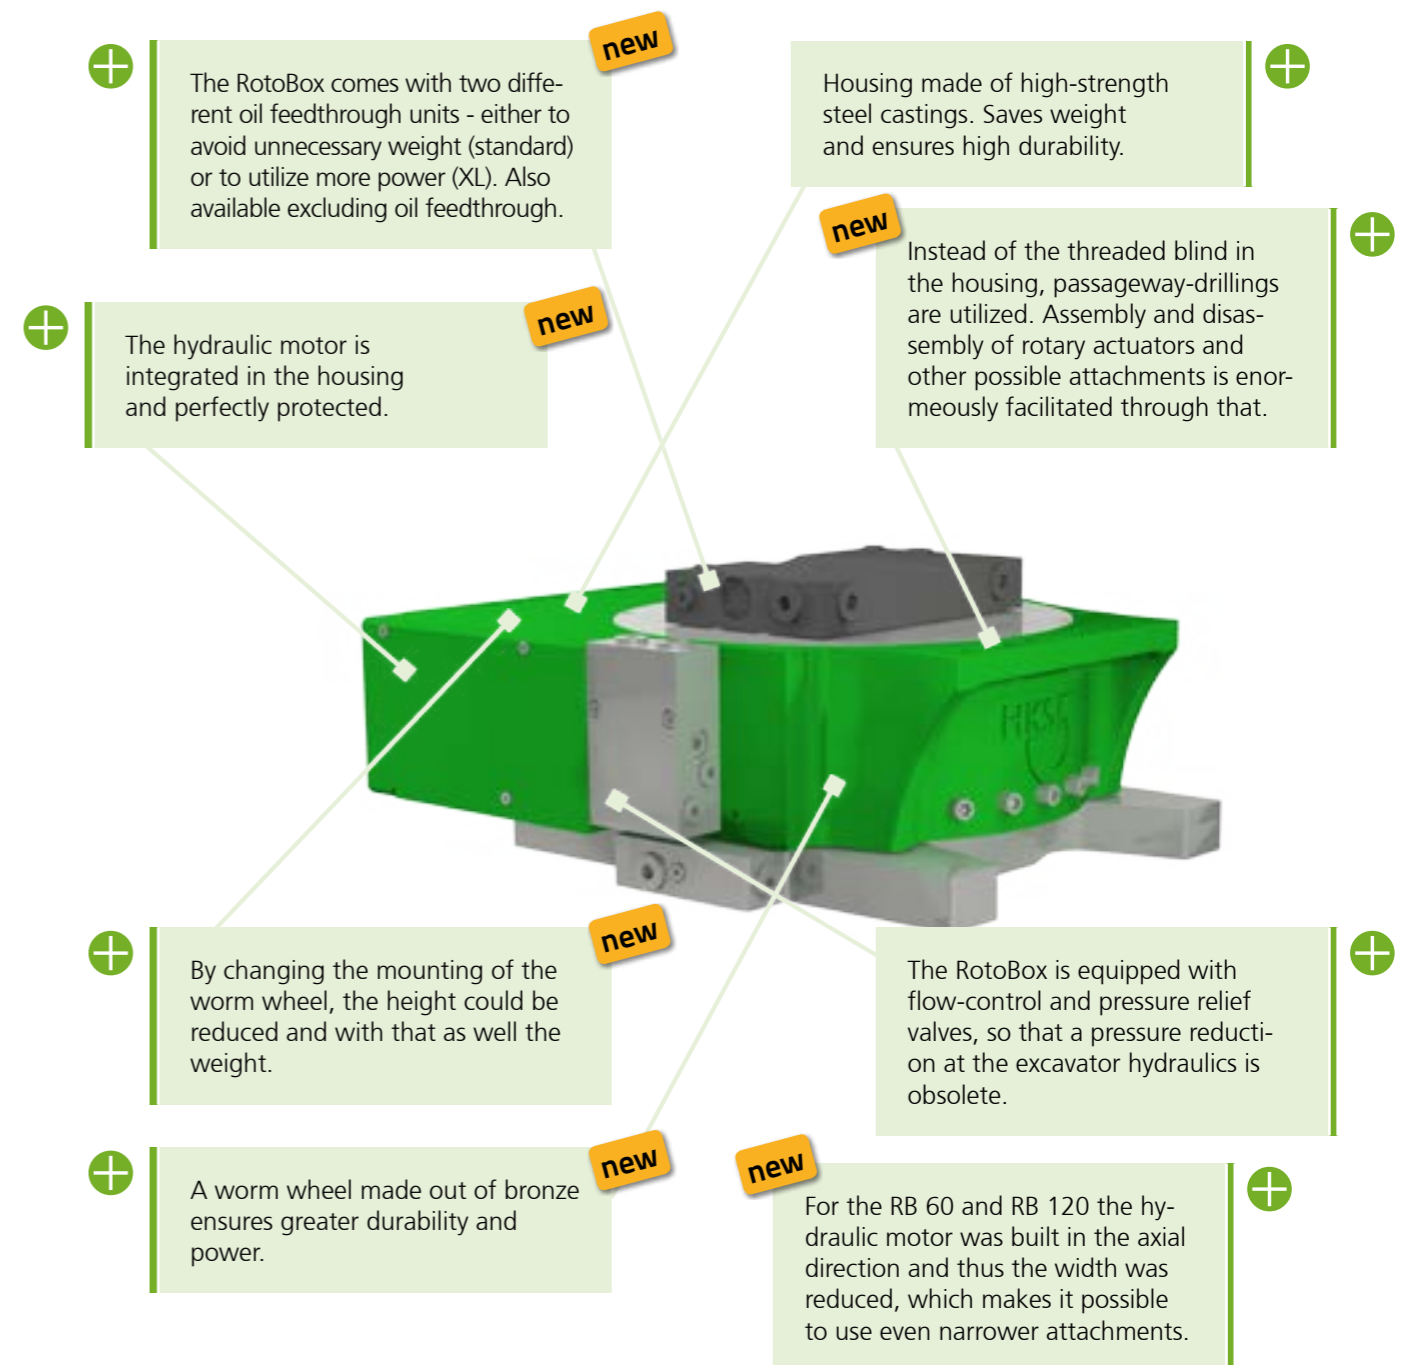 new
The RotoBox comes with two diffe-
rent oil feedthrough units - either to
avoid unnecessary weight (standard)
or to utilize more power (XL). Also
available excluding oil feedthrough.
Housing made of high-strength
steel castings. Saves weight
and ensures high durability.
new
Instead of the threaded blind in
the housing, passageway-drillings
are utilized. Assembly and disas-
sembly of rotary actuators and
other possible attachments is enor-
meously facilitated through that.
new
The hydraulic motor is
integrated in the housing
and perfectly protected.
HKS
new
By changing the mounting of the
worm wheel, the height could be
reduced and with that as well the
weight.
The RotoBox is equipped with
flow-control and pressure relief
valves, so that a pressure reducti-
on at the excavator hydraulics is
obsolete.
new
A worm wheel made out of bronze
ensures greater durability and
power.
new
For the RB 60 and RB 120 the hy-
draulic motor was built in the axial
direction and thus the width was
reduced, which makes it possible
to use even narrower attachments.